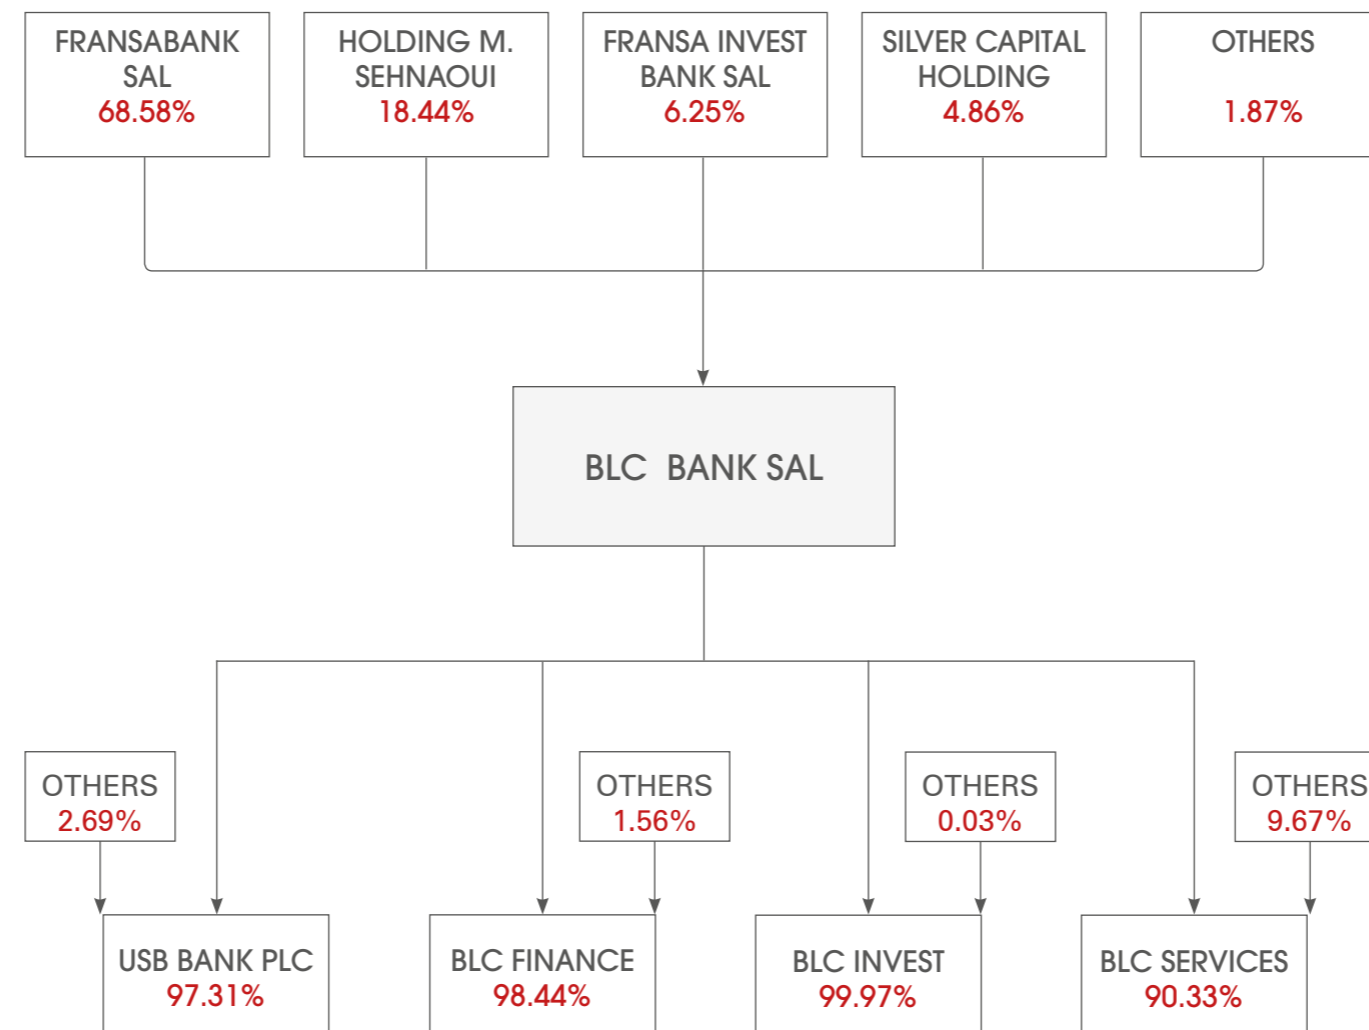 FRANSABANK
SAL
68.58%
HOLDING M.
SEHNAOUI
18.44%
FRANSA INVEST
BANK SAL
6.25%
SILVER CAPITAL
HOLDING
4.86%
OTHERS
1.87%
BLC BANK SAL
OTHERS
2.69%
OTHERS
1.56%
OTHERS
0.03%
OTHERS
9.67%
USB BANK PLC
97.31%
BLC FINANCE
98.44%
BLC INVEST
99.97%
BLC SERVICES
90.33%